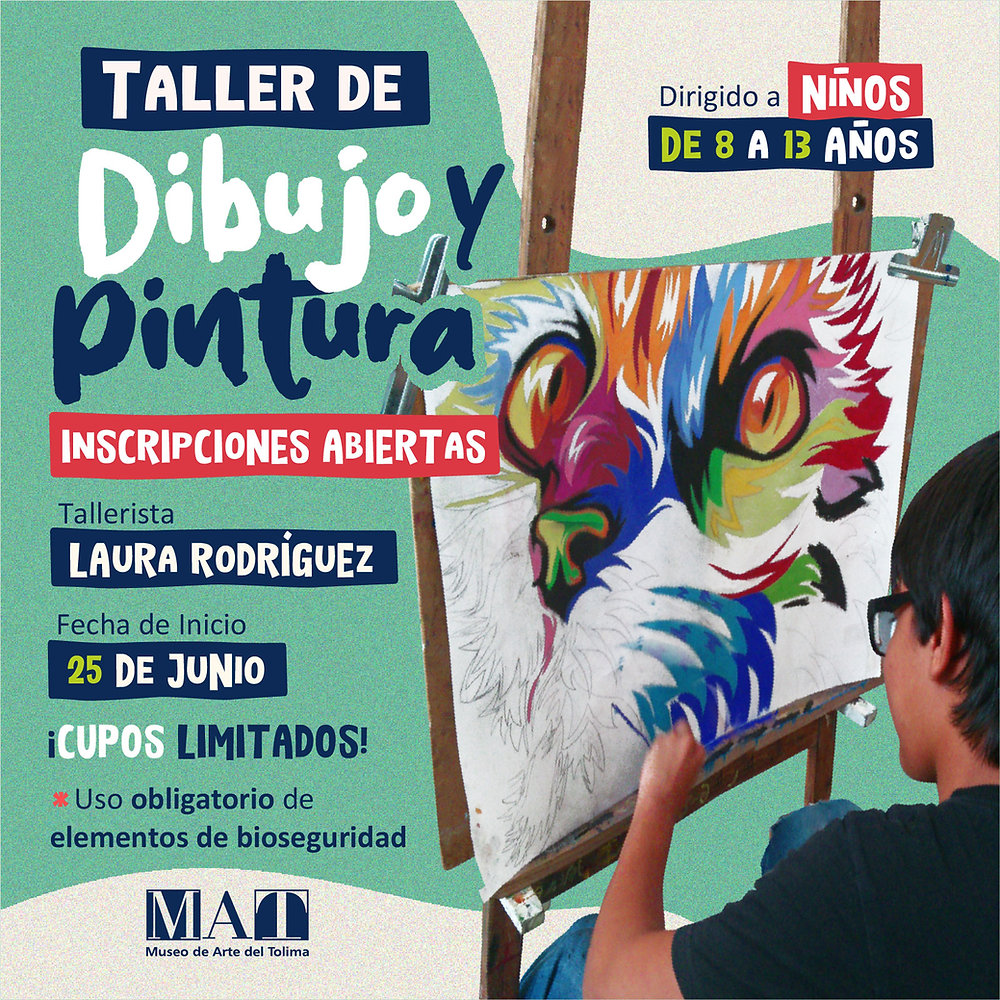 TALLER DE
Dibujo y
pintura
INSCRIPCIONES ABIERTAS
Tallerista
LAURA RODRÍGUEZ
Fecha de Inicio
25 DE JUNIO
¡CUPOS LIMITADOS!
* Uso obligatorio de
elementos de bioseguridad
MAT
Museo de Arte del Tolima
Dirigido a NIÑOS
DE 8 A 13 AÑOS